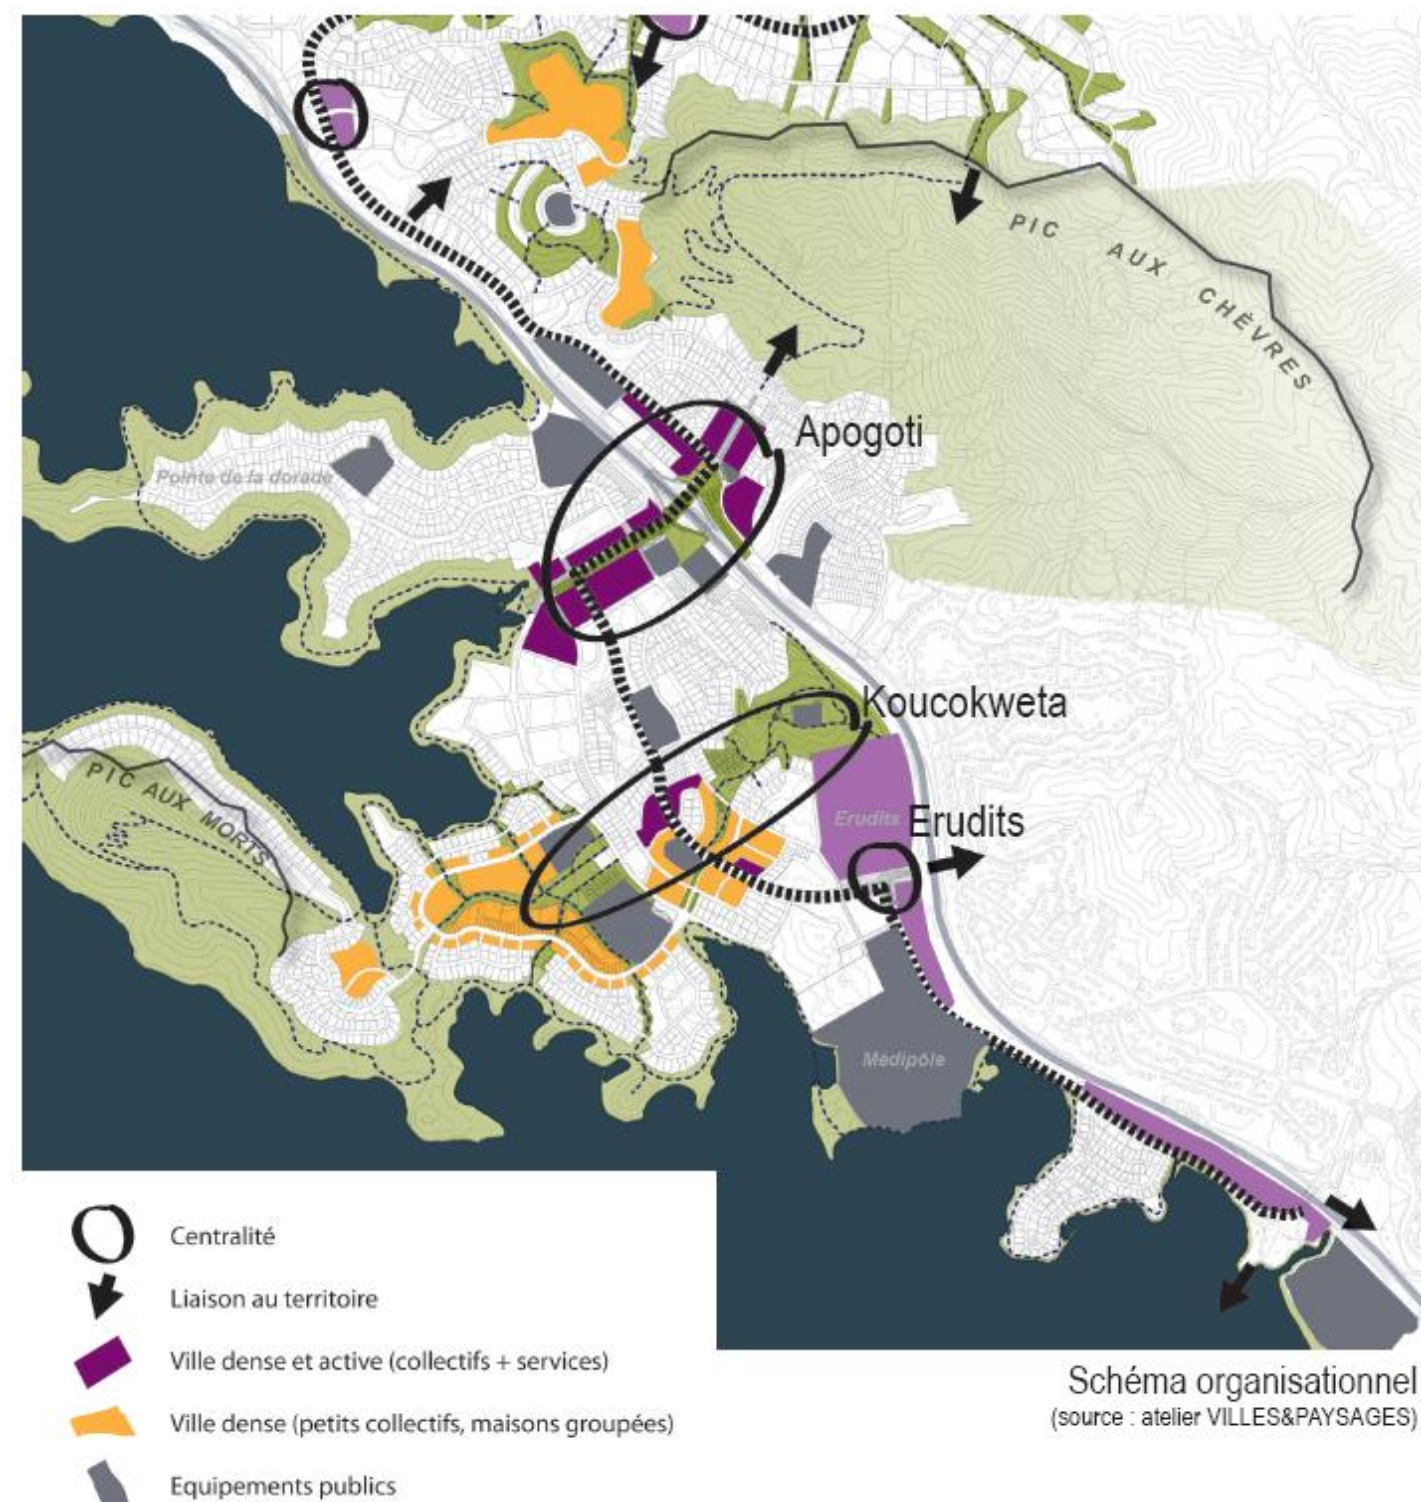 PIC AUX CHÈVRES
Apogoti
Pointe de la dorade
Koucokweta
PIC AUX MORTS
Erudits
Erudits
Médipôle
Centralité
Liaison au territoire
Ville dense et active (collectifs + services)
Ville dense (petits collectifs, maisons groupées)
Equipements publics
Schéma organisationnel
(source : atelier VILLES&PAYSAGES)